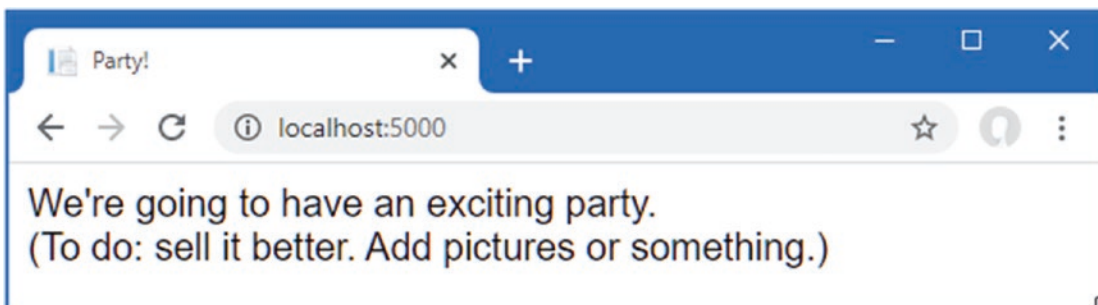 Party!
localhost:5000
We're going to have an exciting party.
(To do: sell it better. Add pictures or something.)